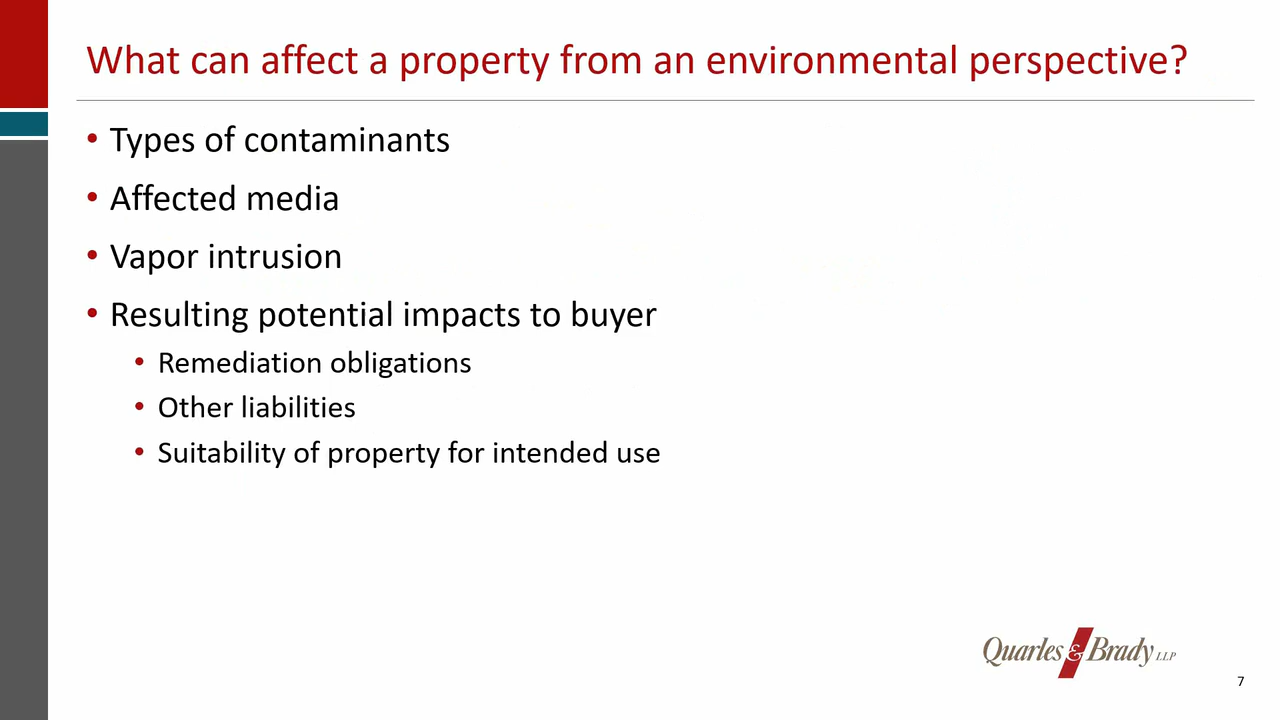 What can affect a property from an environmental perspective?
• Types of contaminants
• Affected media
• Vapor intrusion
• Resulting potential impacts to buyer
• Remediation obligations
• Other liabilities
• Suitability of property for intended use
Quarles & Brady LLP
7